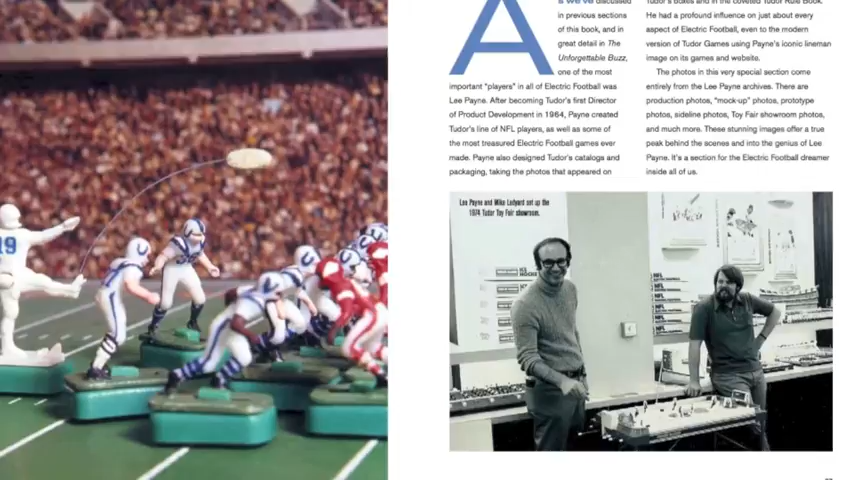 19
A
s we've discussed
in previous sections
of this book, and in
great detail in The
Unforgettable Buzz,
one of the most
important "players" in all of Electric Football was
Lee Payne. After becoming Tudor's first Director
of Product Development in 1964, Payne created
Tudor's line of NFL players, as well as some of
the most treasured Electric Football games ever
made. Payne also designed Tudor's catalogs and
packaging, taking the photos that appeared on
Tudor's boxes and in the coveted Tudor Rule Book.
He had a profound influence on just about every
aspect of Electric Football, even to the modern
version of Tudor Games using Payne's iconic lineman
image on its games and website.
The photos in this very special section come
entirely from the Lee Payne archives. There are
production photos, "mock-up" photos, prototype
photos, sideline photos, Toy Fair showroom photos,
and much more. These stunning images offer a true
peak behind the scenes and into the genius of Lee
Payne. It's a section for the Electric Football dreamer
inside all of us.
Lee Payne and Mike Ledyard set up the
1974 Tudor Toy Fair showroom.
ICE
HOCKEY
NFL
NFL
NFL
NFL
NFL
NFL